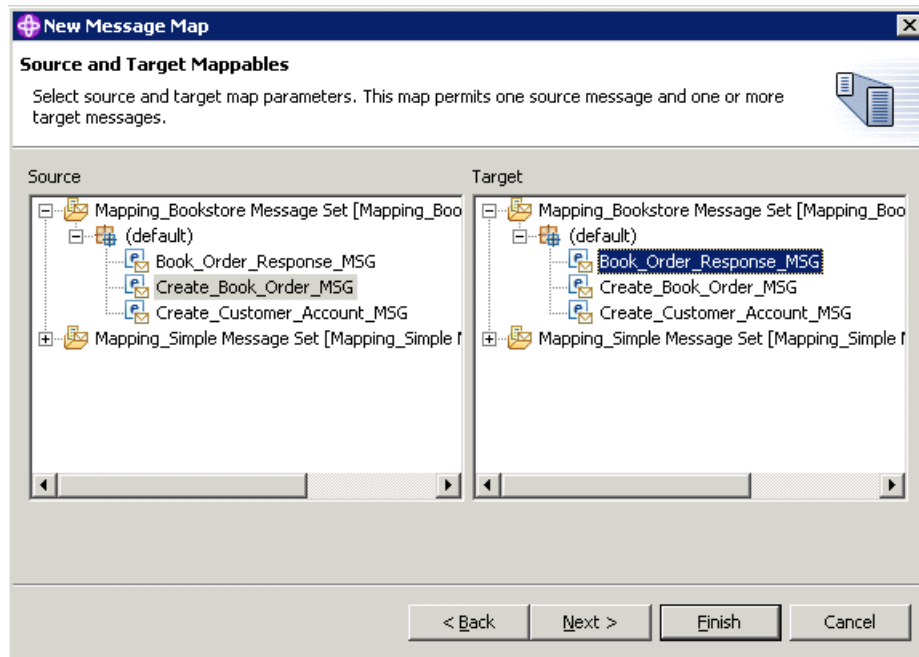 New Message Map
Source and Target Mappables
Select source and target map parameters. This map permits one source message and one or more
target messages.
Source
Mapping_Bookstore Message Set [Mapping_Boo
(default)
Book_Order_Response_MSG
Create_Book_Order_MSG
Create_Customer_Account_MSG
Mapping_Simple Message Set [Mapping_Simple
Target
Mapping_Bookstore Message Set [Mapping_Boo
(default)
Book_Order_Response_MSG
Create_Book_Order_MSG
Create_Customer_Account_MSG
Mapping_Simple Message Set [Mapping_Simple
< Back
Next >
Finish
Cancel